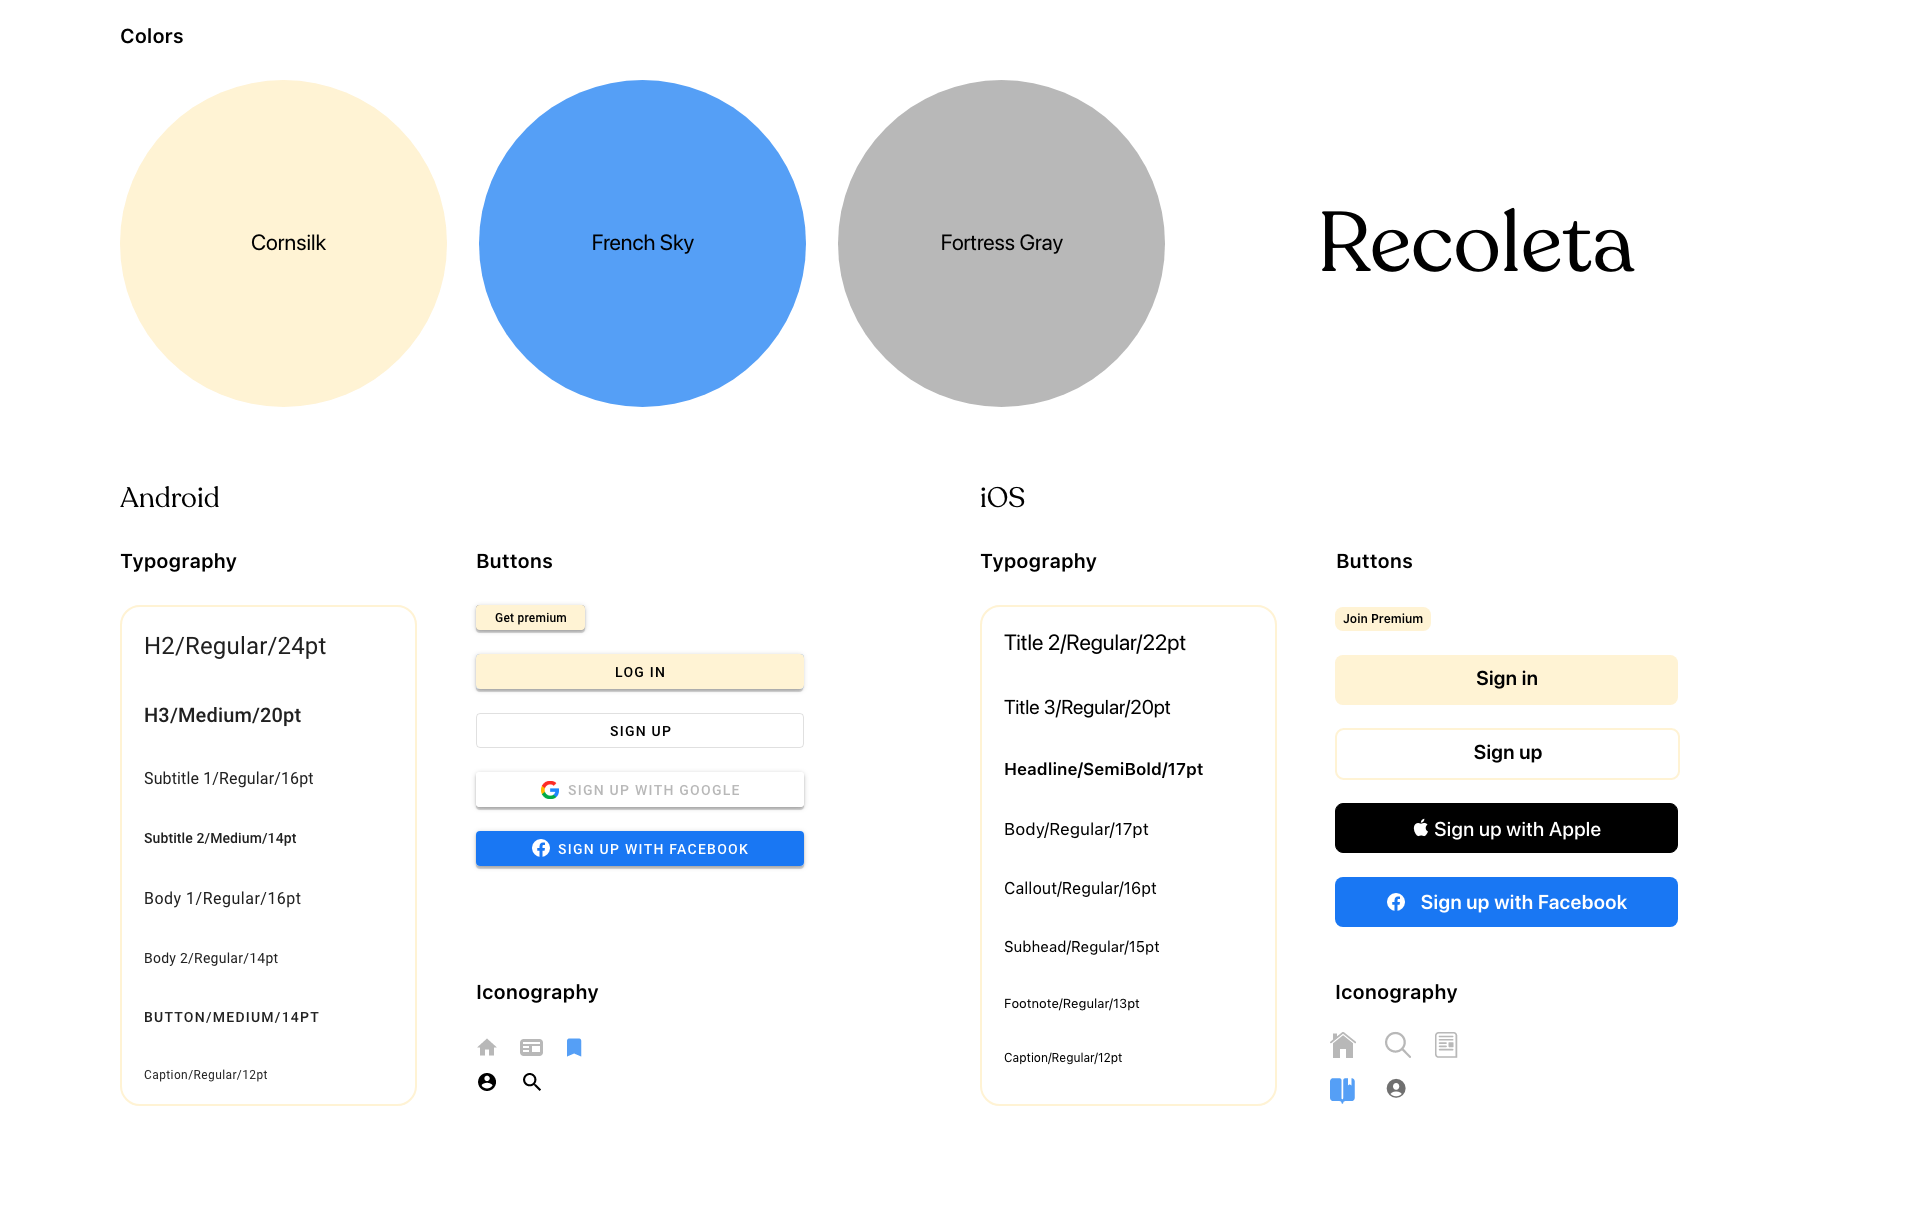 Colors
Cornsilk
French Sky
Fortress Gray
Recoleta
Android
Typography
H2/Regular/24pt
H3/Medium/20pt
Subtitle 1/Regular/16pt
Subtitle 2/Medium/14pt
Body 1/Regular/16pt
Body 2/Regular/14pt
BUTTON/MEDIUM/14PT
Caption/Regular/12pt
Buttons
Get premium
LOG IN
SIGN UP
SIGN UP WITH GOOGLE
SIGN UP WITH FACEBOOK
Iconography
iOS
Typography
Title 2/Regular/22pt
Title 3/Regular/20pt
Headline/SemiBold/17pt
Body/Regular/17pt
Callout/Regular/16pt
Subhead/Regular/15pt
Footnote/Regular/13pt
Caption/Regular/12pt
Buttons
Join Premium
Sign in
Sign up
Sign up with Apple
Sign up with Facebook
Iconography